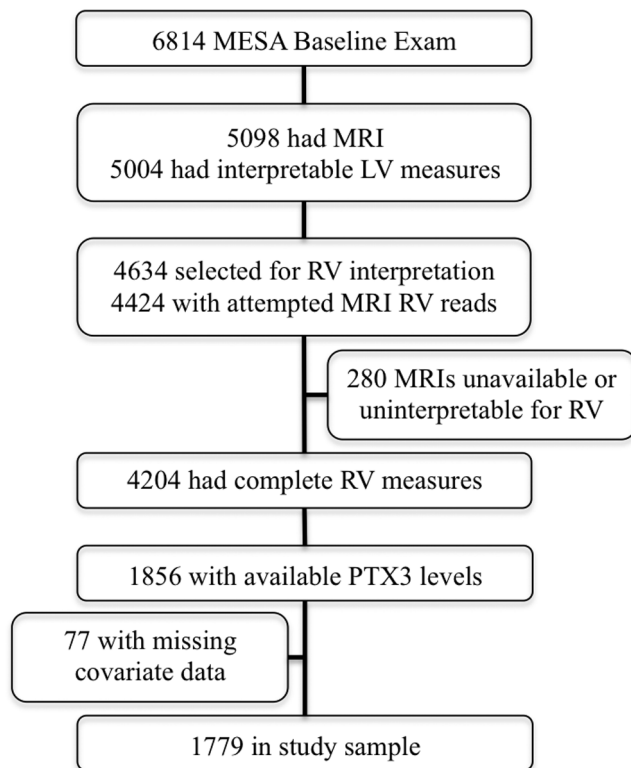 6814 MESA Baseline Exam
5098 had MRI
5004 had interpretable LV measures
4634 selected for RV interpretation
4424 with attempted MRI RV reads
280 MRIs unavailable or
uninterpretable for RV
4204 had complete RV measures
1856 with available PTX3 levels
77 with missing
covariate data
1779 in study sample